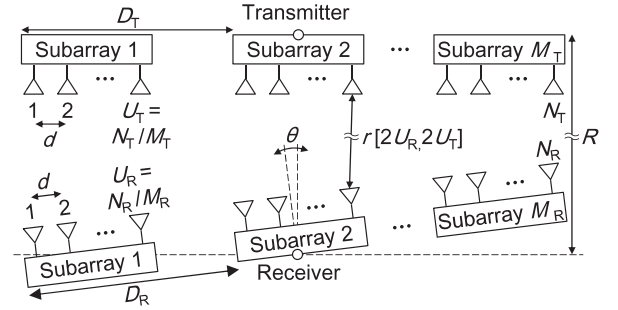 D_T
Transmitter
Subarray 1
Subarray 2
...
Subarray M_T
1 2 ...
...
...
d
U_T =
N_T/M_T
N_T
θ
r[2U_R,2U_T]
R
U_R =
N_R/M_R
N_R
d
1 2 ...
...
...
Subarray 1
Subarray 2
...
Subarray M_R
Receiver
D_R